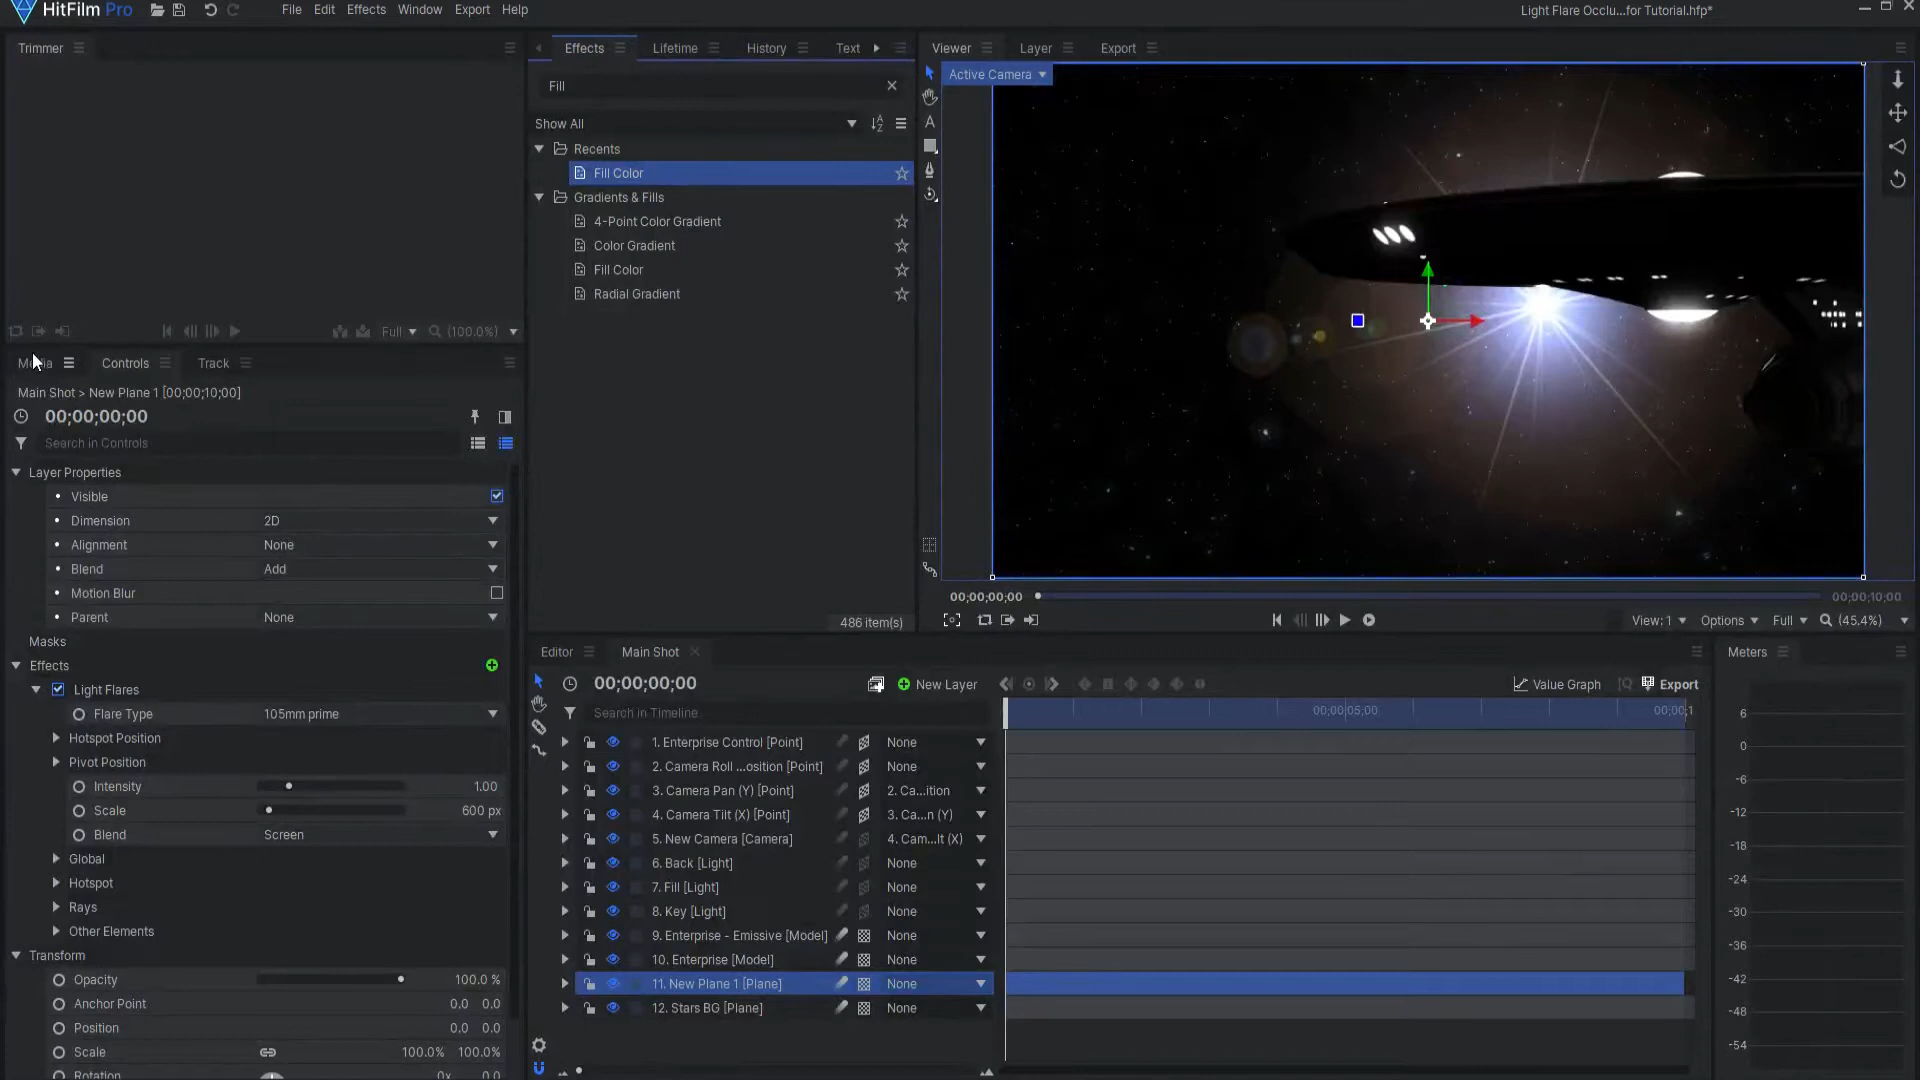 HitFilm Pro
File Edit Effects Window Export Help
Light Flare Occlu...for Tutorial.hfp*
Trimmer
Full (100.0%)
Media Controls Track
Main Shot > New Plane 1 [00;00;10;00]
00;00;00;00
Search in Controls
Layer Properties
Visible
Dimension 2D
Alignment None
Blend Add
Motion Blur
Parent None
Masks
Effects
Light Flares
Flare Type 105mm prime
Hotspot Position
Pivot Position
Intensity 1.00
Scale 600 px
Blend Screen
Global
Hotspot
Rays
Other Elements
Transform
Opacity 100.0 %
Anchor Point 0.0 0.0
Position 0.0 0.0
Scale 100.0% 100.0%
Rotation 0x 0.0
Effects Lifetime History Text
Fill
Show All
Recents
Fill Color
Gradients & Fills
4-Point Color Gradient
Color Gradient
Fill Color
Radial Gradient
486 item(s)
Viewer Layer Export
Active Camera
00;00;00;00 00;00;10;00
View: 1 Options Full (45.4%)
Editor Main Shot
00;00;00;00 New Layer Value Graph Export
Search in Timeline
00;00;05;00 00;00;1
1. Enterprise Control [Point] None
2. Camera Roll ...osition [Point] None
3. Camera Pan (Y) [Point] 2. Ca...ition
4. Camera Tilt (X) [Point] 3. Ca...n (Y)
5. New Camera [Camera] 4. Cam...lt (X)
6. Back [Light] None
7. Fill [Light] None
8. Key [Light] None
9. Enterprise - Emissive [Model] None
10. Enterprise [Model] None
11. New Plane 1 [Plane] None
12. Stars BG [Plane] None
Meters
6
0
-6
-12
-18
-24
-30
-36
-42
-48
-54